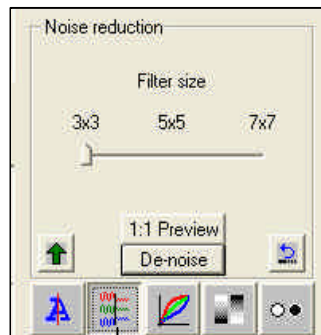 Noise reduction
Filter size
3x3 5x5 7x7
1:1 Preview
De-noise
A